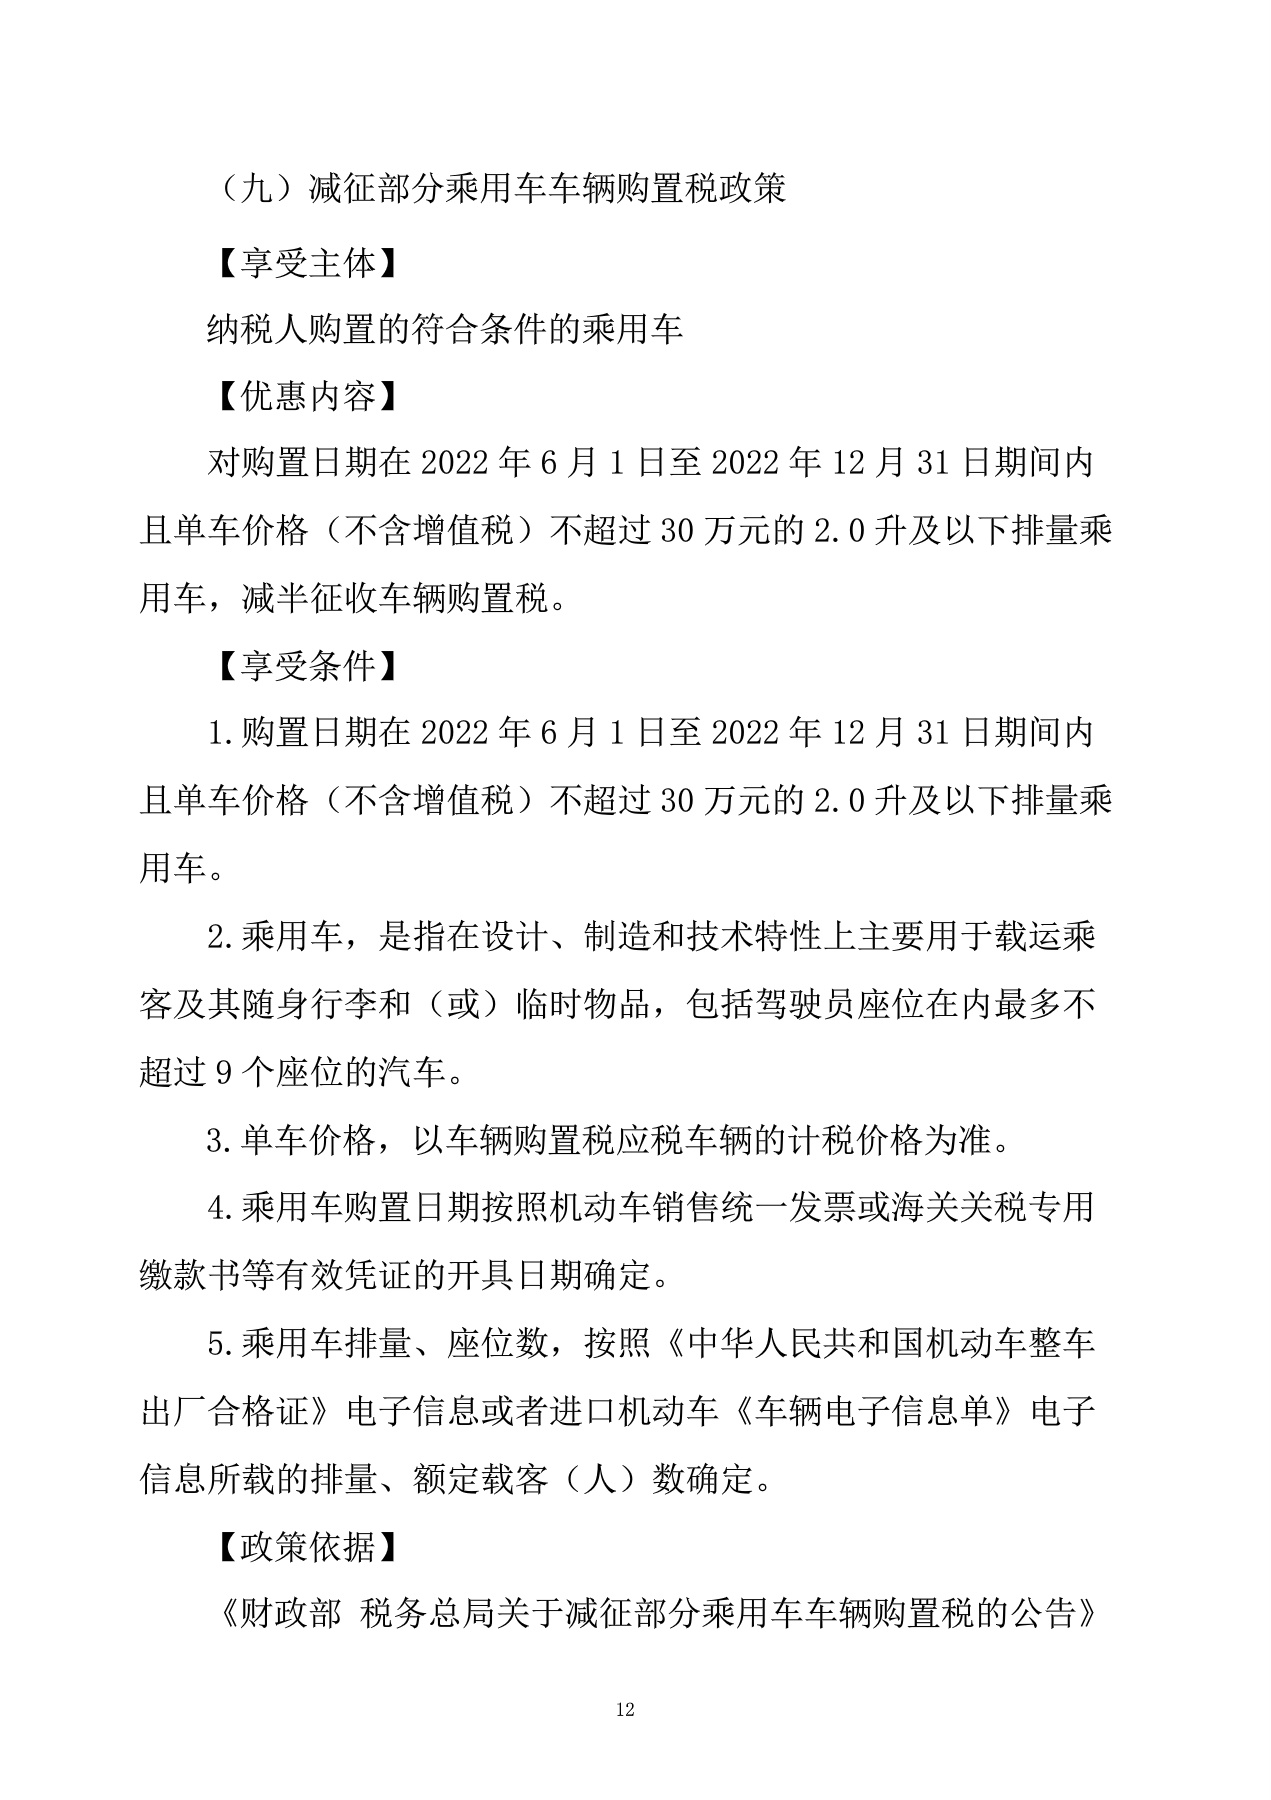 （九）减征部分乘用车车辆购置税政策
【享受主体】
纳税人购置的符合条件的乘用车
【优惠内容】
对购置日期在 2022 年 6 月 1 日至 2022 年 12 月 31 日期间内
且单车价格（不含增值税）不超过 30 万元的 2.0 升及以下排量乘
用车，减半征收车辆购置税。
【享受条件】
1.购置日期在 2022 年 6 月 1 日至 2022 年 12 月 31 日期间内
且单车价格（不含增值税）不超过 30 万元的 2.0 升及以下排量乘
用车。
2.乘用车，是指在设计、制造和技术特性上主要用于载运乘
客及其随身行李和（或）临时物品，包括驾驶员座位在内最多不
超过 9 个座位的汽车。
3.单车价格，以车辆购置税应税车辆的计税价格为准。
4.乘用车购置日期按照机动车销售统一发票或海关关税专用
缴款书等有效凭证的开具日期确定。
5.乘用车排量、座位数，按照《中华人民共和国机动车整车
出厂合格证》电子信息或者进口机动车《车辆电子信息单》电子
信息所载的排量、额定载客（人）数确定。
【政策依据】
《财政部 税务总局关于减征部分乘用车车辆购置税的公告》
12